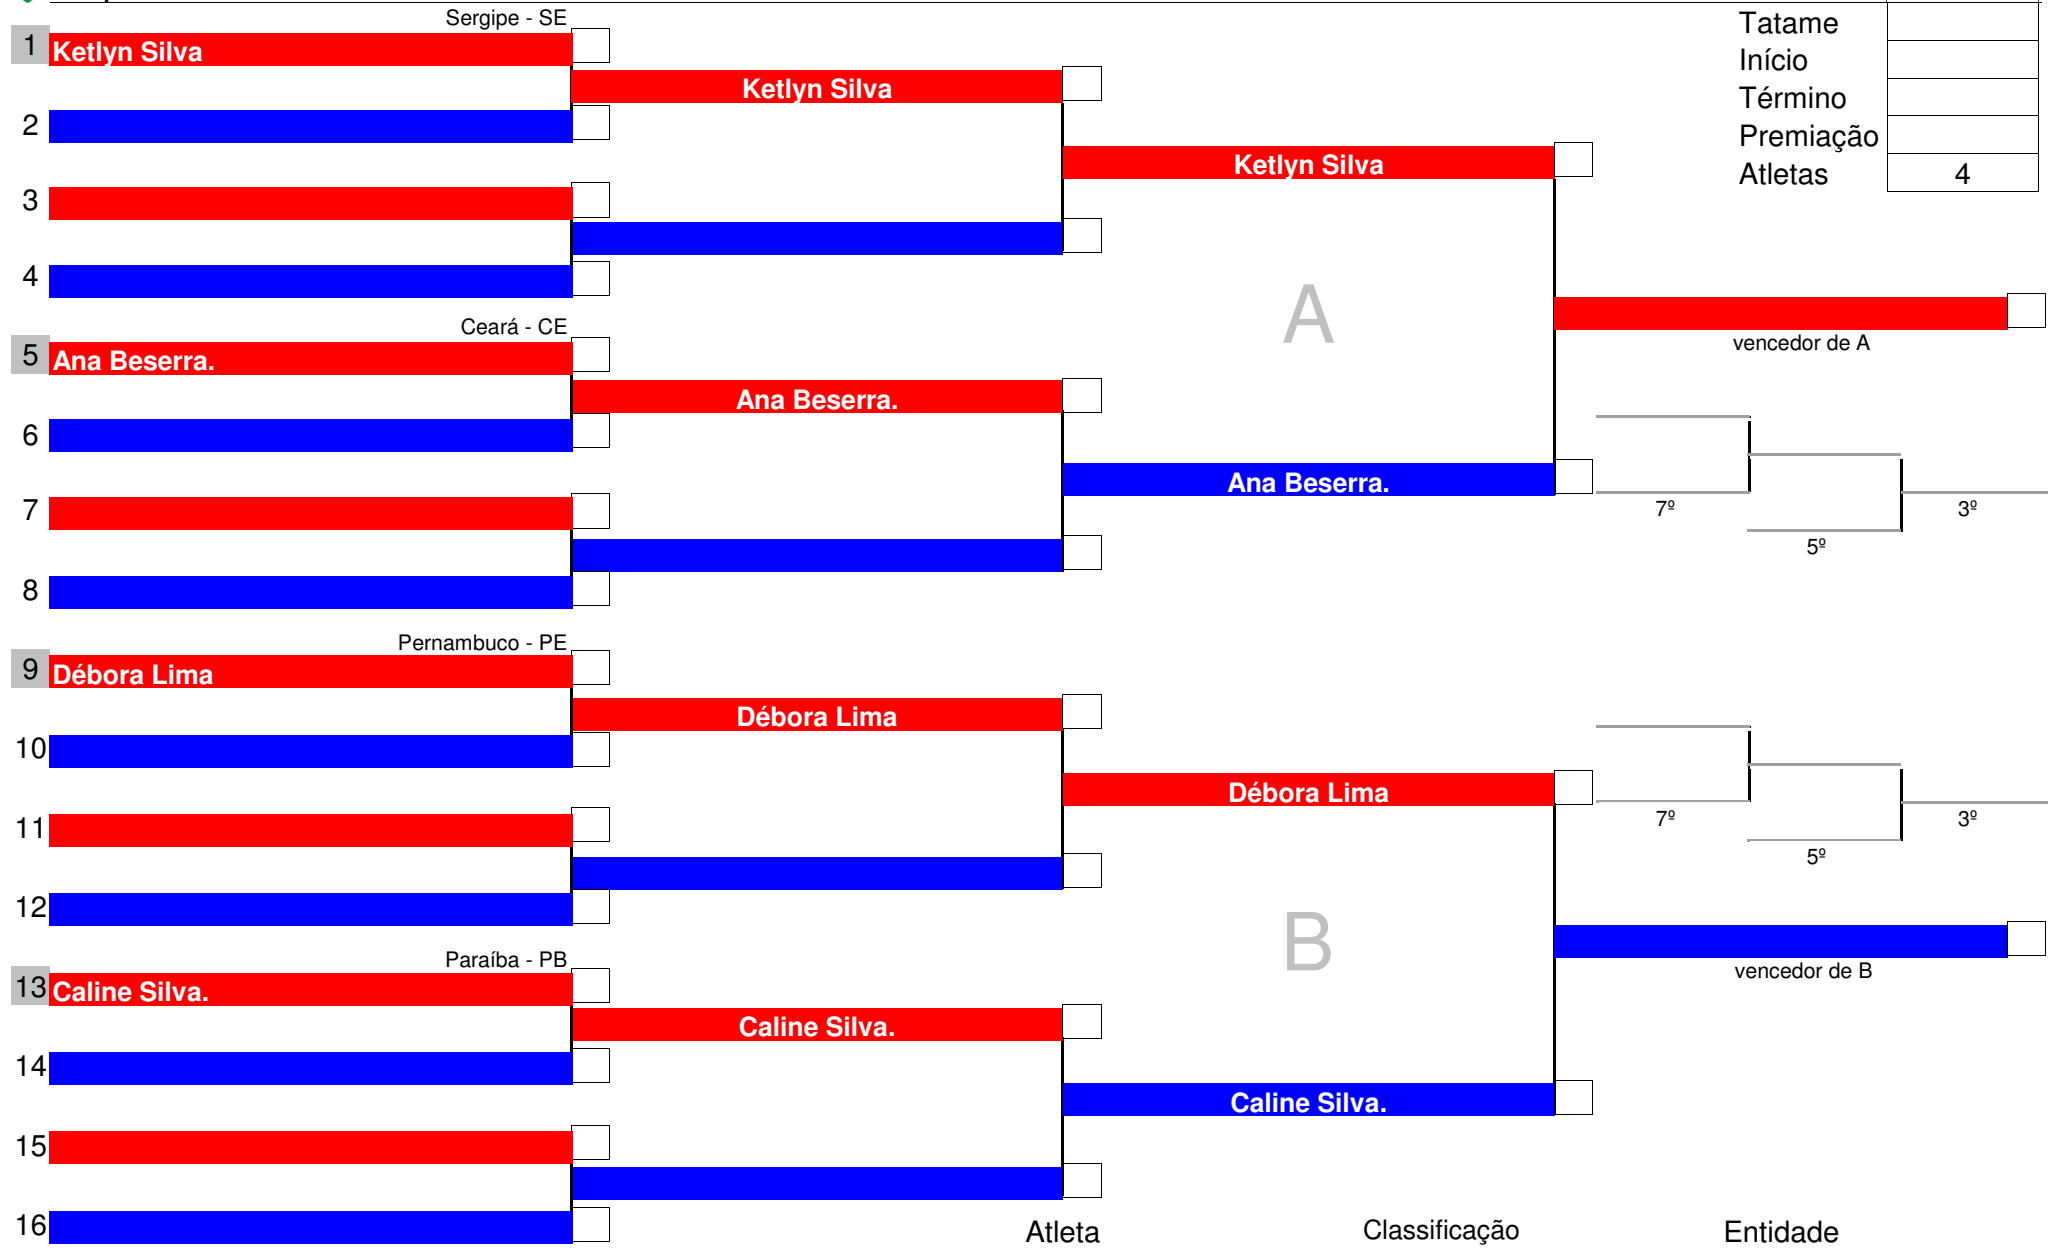 Sergipe - SE
Tatame
1 Ketlyn Silva
Início
Ketlyn Silva
Término
2
Premiação
Ketlyn Silva
Atletas 4
3
4
A
Ceará - CE
vencedor de A
5 Ana Beserra.
Ana Beserra.
6
Ana Beserra.
7
7º 3º
5º
8
Pernambuco - PE
9 Débora Lima
Débora Lima
10
Débora Lima
11
7º 3º
5º
12
B
Paraíba - PB
vencedor de B
13 Caline Silva.
Caline Silva.
14
Caline Silva.
15
16
Atleta Classificação Entidade